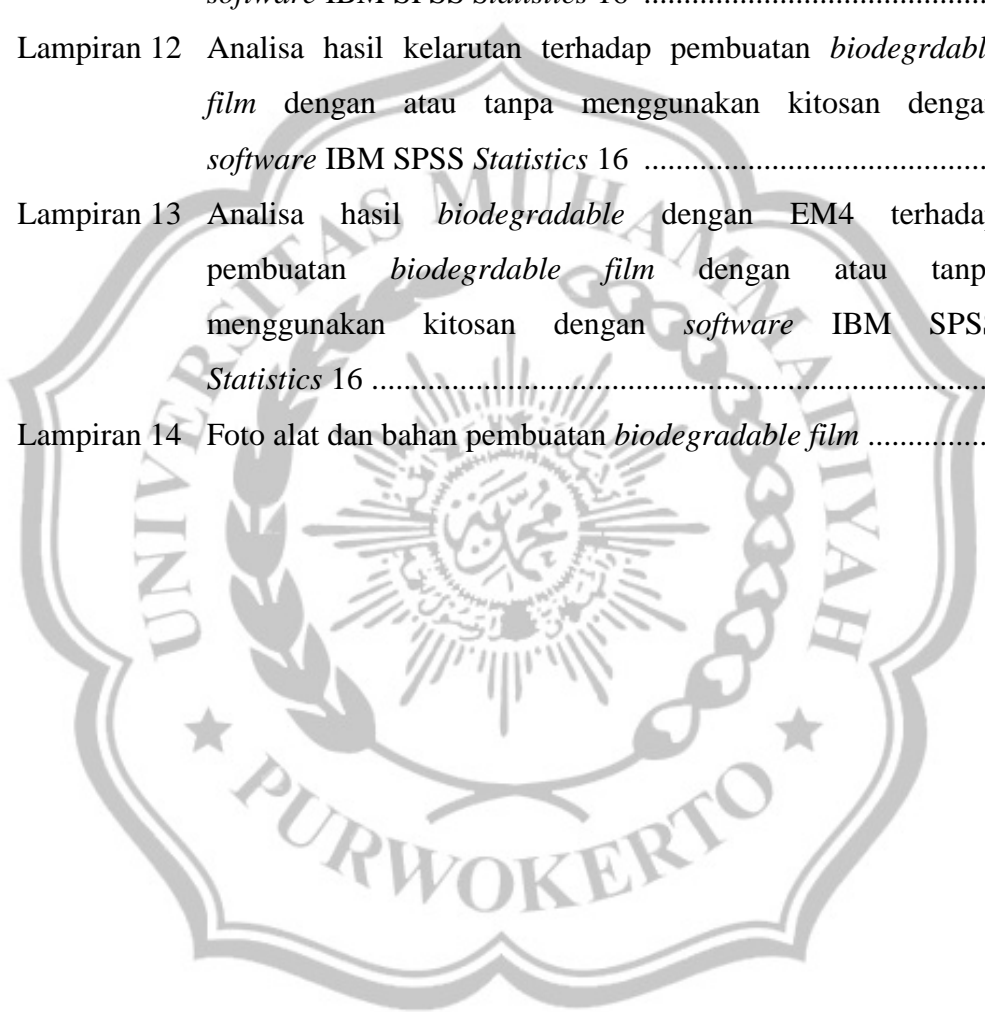 software IBM SPSS Statistics 16 ......................................
Lampiran 12 Analisa hasil kelarutan terhadap pembuatan biodegrdabl
film dengan atau tanpa menggunakan kitosan denga
software IBM SPSS Statistics 16 ......................................
Lampiran 13 Analisa hasil biodegradable dengan EM4 terhada
pembuatan biodegrdable film dengan atau tanp
menggunakan kitosan dengan software IBM SPS
Statistics 16 ......................................................................................
Lampiran 14 Foto alat dan bahan pembuatan biodegradable film .................
UNIVERSITAS MUHAMMADIYAH
PURWOKERTO